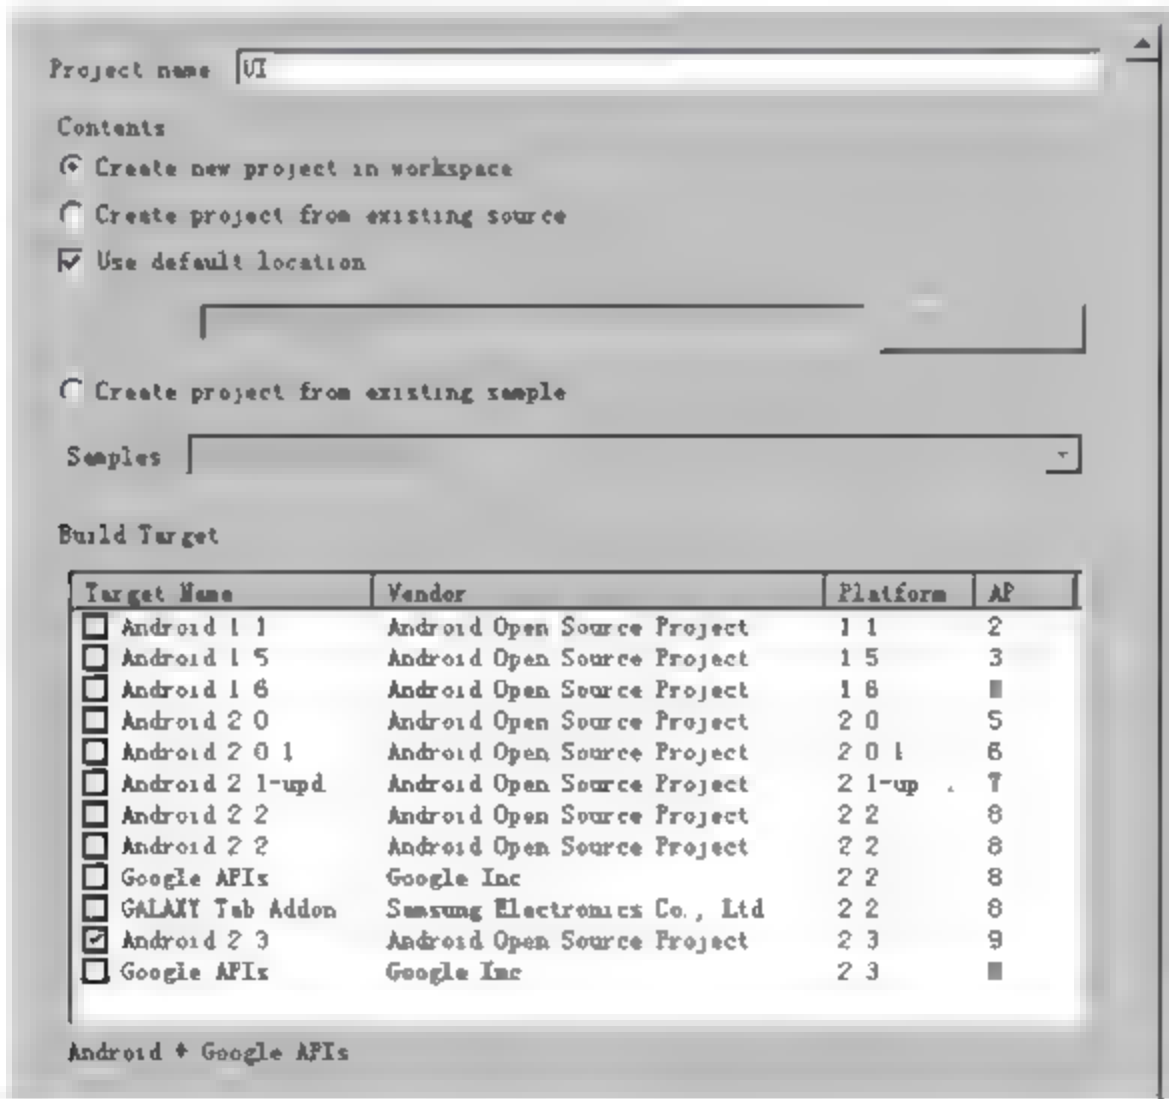 Project name UI
Contents
Create new project in workspace
Create project from existing source
Use default location
Create project from existing sample
Samples
Build Target
Target Name Vendor Platform AP
Android 1 1 Android Open Source Project 1 1 2
Android 1 5 Android Open Source Project 1 5 3
Android 1 6 Android Open Source Project 1 6
Android 2 0 Android Open Source Project 2 0 5
Android 2 0 1 Android Open Source Project 2 0 1 6
Android 2 1-upd Android Open Source Project 2 1-up . 7
Android 2 2 Android Open Source Project 2 2 8
Android 2 2 Android Open Source Project 2 2 8
Google APIs Google Inc 2 2 8
GALAXY Tab Addon Samsung Electronics Co., Ltd 2 2 8
Android 2 3 Android Open Source Project 2 3 9
Google APIs Google Inc 2 3
Android + Google APIs